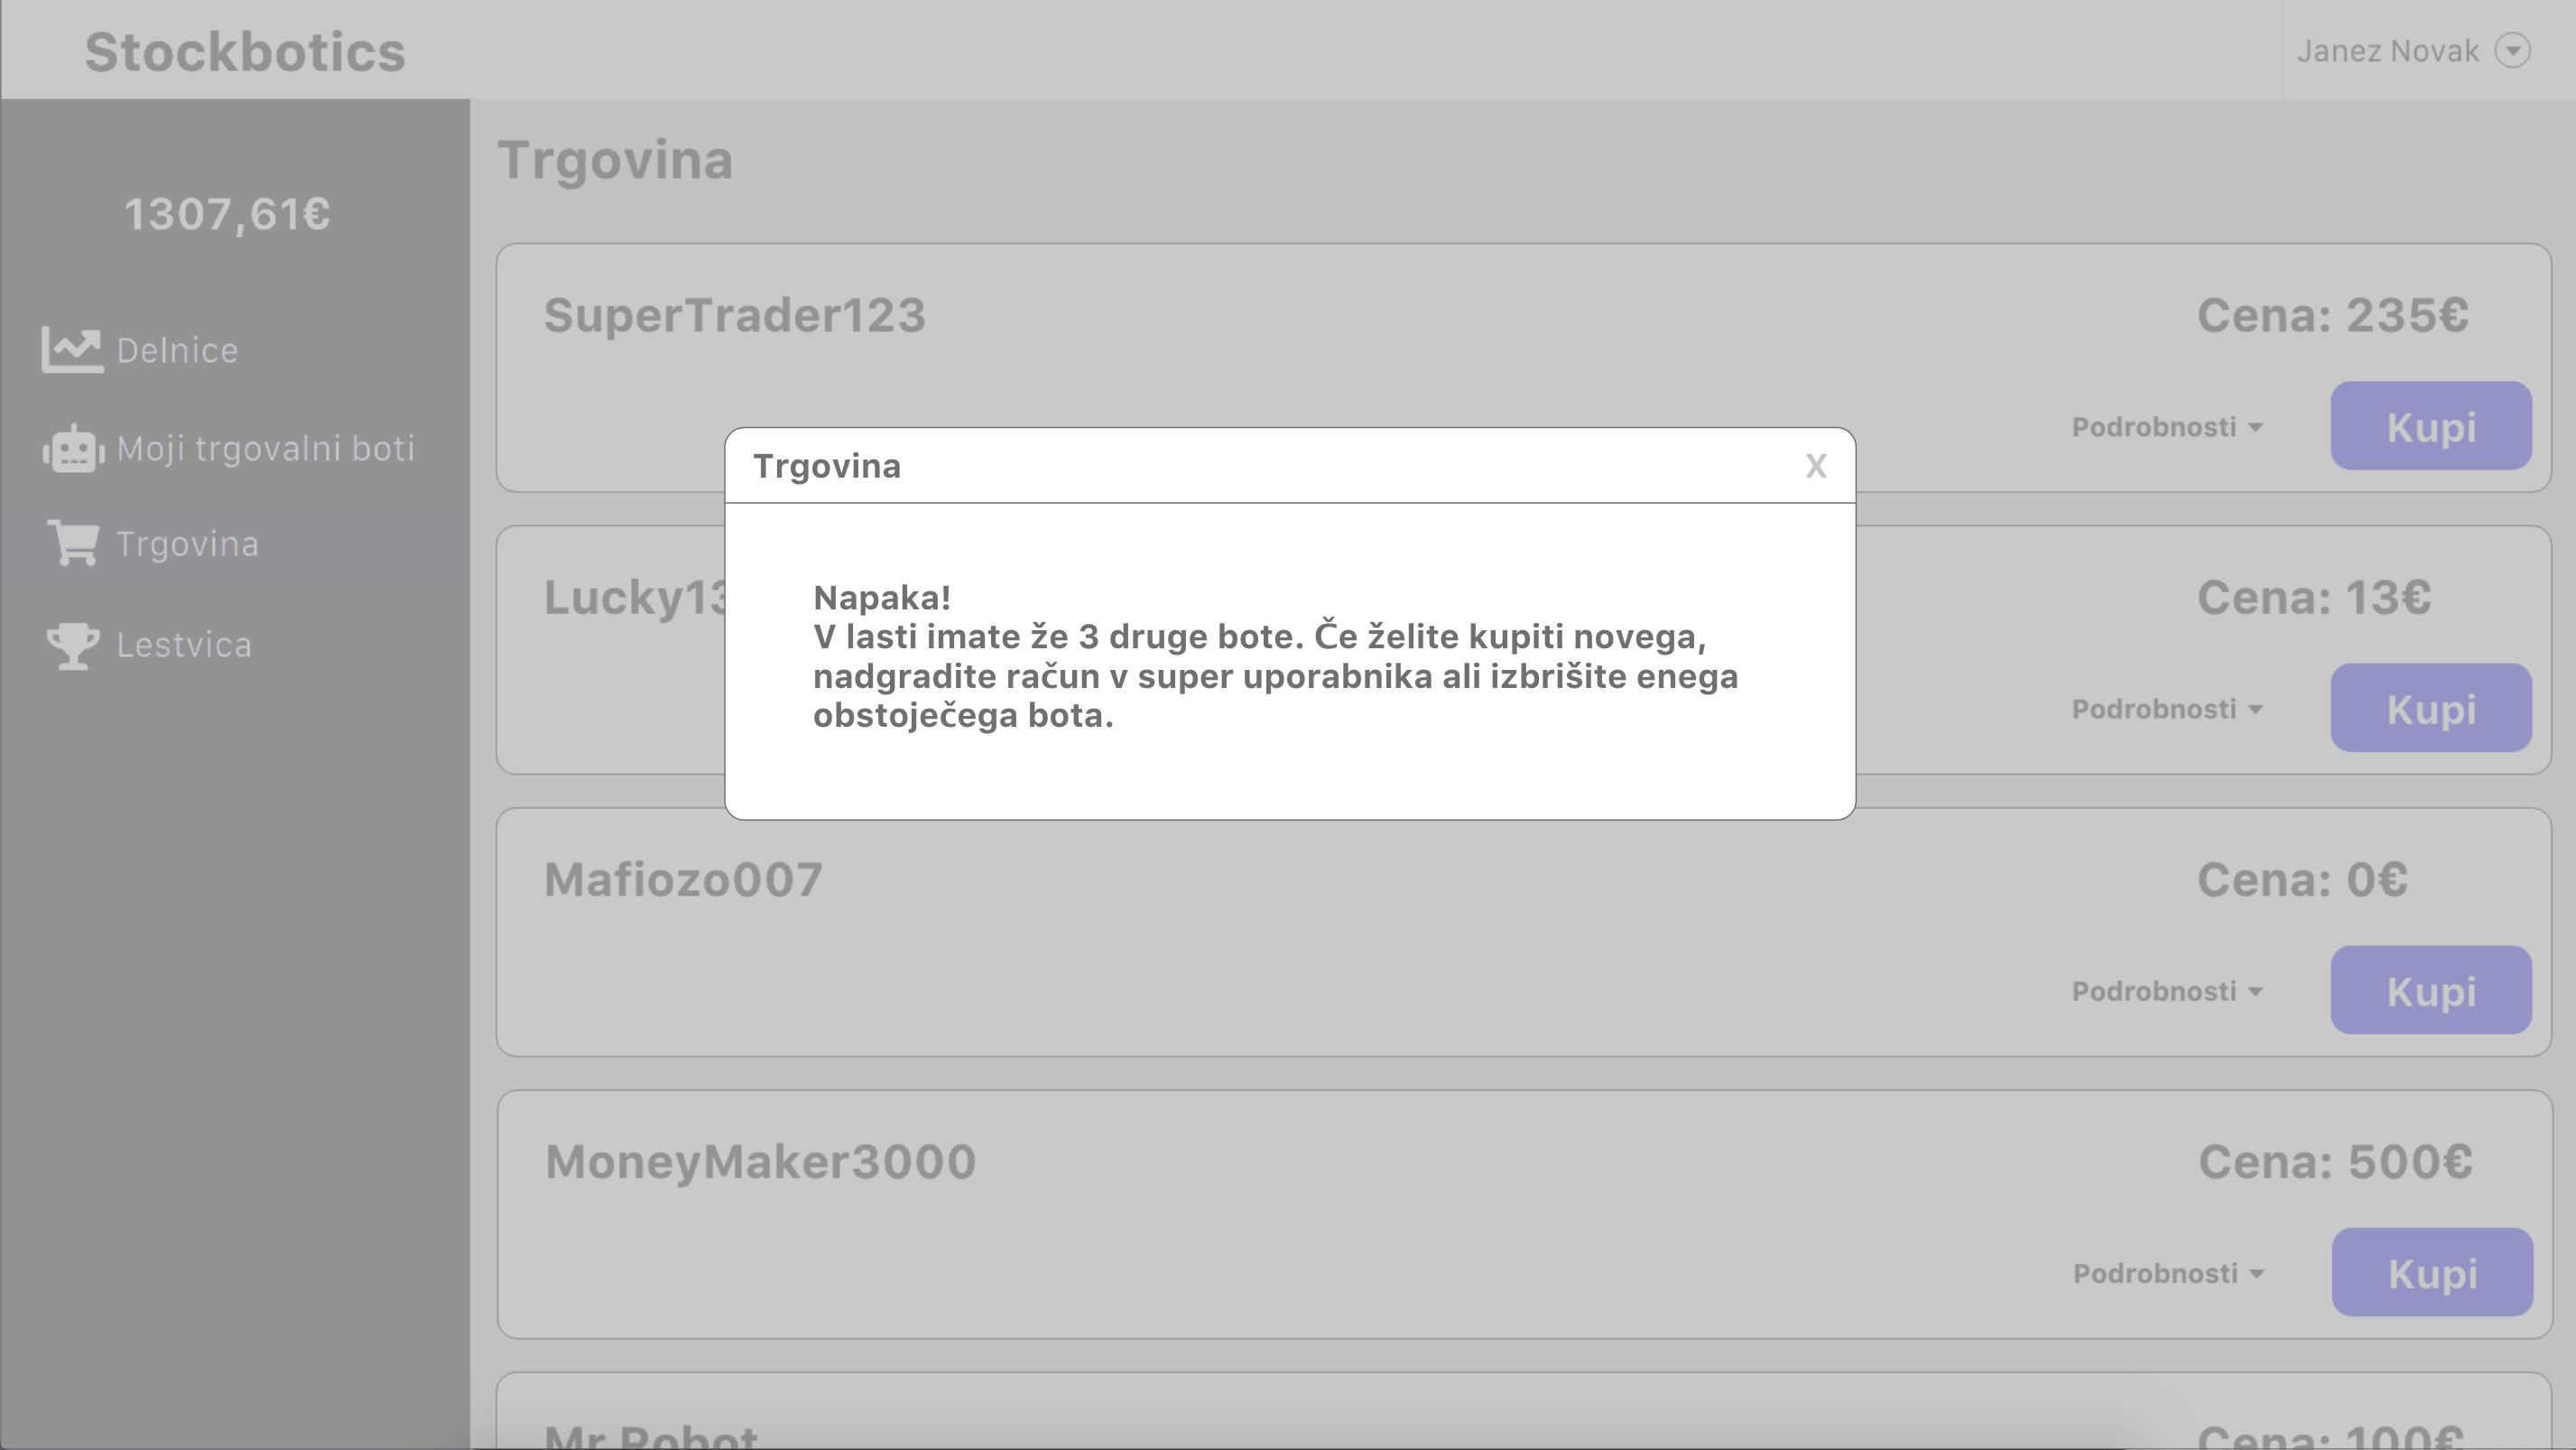 Stockbotics
Janez Novak
1307,61€
Delnice
Moji trgovalni boti
Trgovina
Lestvica
Trgovina
SuperTrader123
Cena: 235€
Podrobnosti
Kupi
Trgovina
X
Napaka!
V lasti imate že 3 druge bote. Če želite kupiti novega,
nadgradite račun v super uporabnika ali izbrišite enega
obstoječega bota.
Lucky13
Cena: 13€
Podrobnosti
Kupi
Mafiozo007
Cena: 0€
Podrobnosti
Kupi
MoneyMaker3000
Cena: 500€
Podrobnosti
Kupi
Mr Robot
Cena: 100€